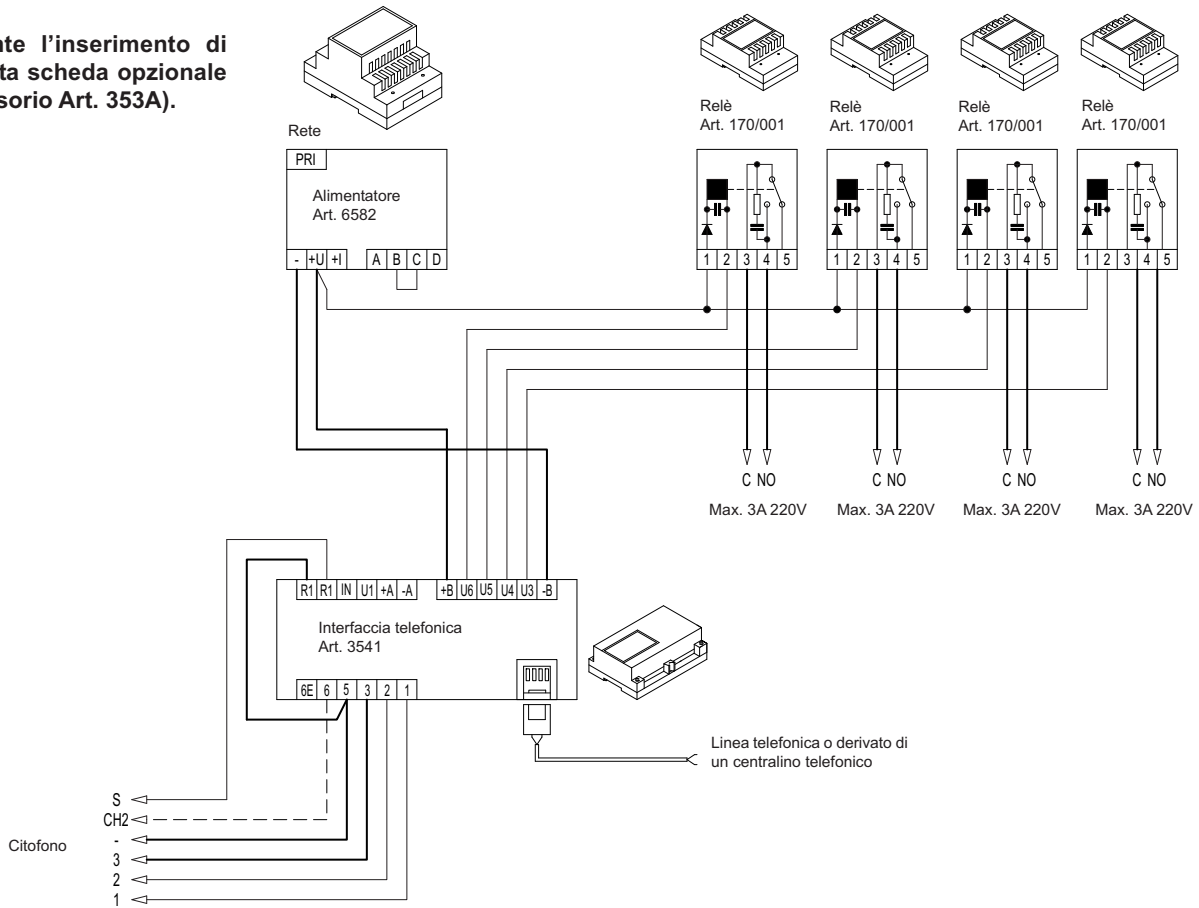 nte l’inserimento di
ta scheda opzionale
sorio Art. 353A).
Rete
PRI
Alimentatore
Art. 6582
- +U +I A B C D
Relè
Art. 170/001
Relè
Art. 170/001
Relè
Art. 170/001
Relè
Art. 170/001
1 2 3 4 5
1 2 3 4 5
1 2 3 4 5
1 2 3 4 5
C NO
C NO
C NO
C NO
Max. 3A 220V
Max. 3A 220V
Max. 3A 220V
Max. 3A 220V
R1 R1 IN U1 +A -A +B U6 U5 U4 U3 -B
Interfaccia telefonica
Art. 3541
6E 6 5 3 2 1
Linea telefonica o derivato di
un centralino telefonico
Citofono
S
CH2
-
3
2
1